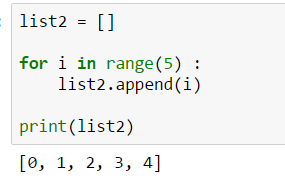 list2 = []
for i in range(5) :
    list2.append(i)
print(list2)
[0, 1, 2, 3, 4]